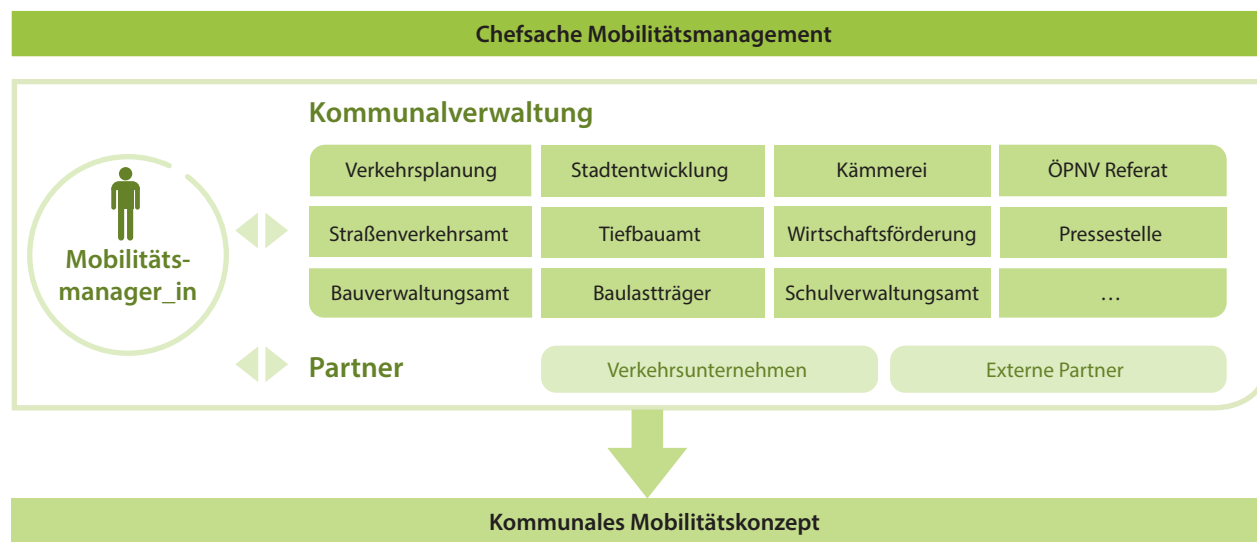 Chefsache Mobilitätsmanagement
Kommunalverwaltung
Verkehrsplanung
Stadtentwicklung
Kämmerei
ÖPNV Referat
Straßenverkehrsamt
Tiefbauamt
Wirtschaftsförderung
Pressestelle
Bauverwaltungsamt
Baulastträger
Schulverwaltungsamt
…
Mobilitäts-
manager_in
Partner
Verkehrsunternehmen
Externe Partner
Kommunales Mobilitätskonzept